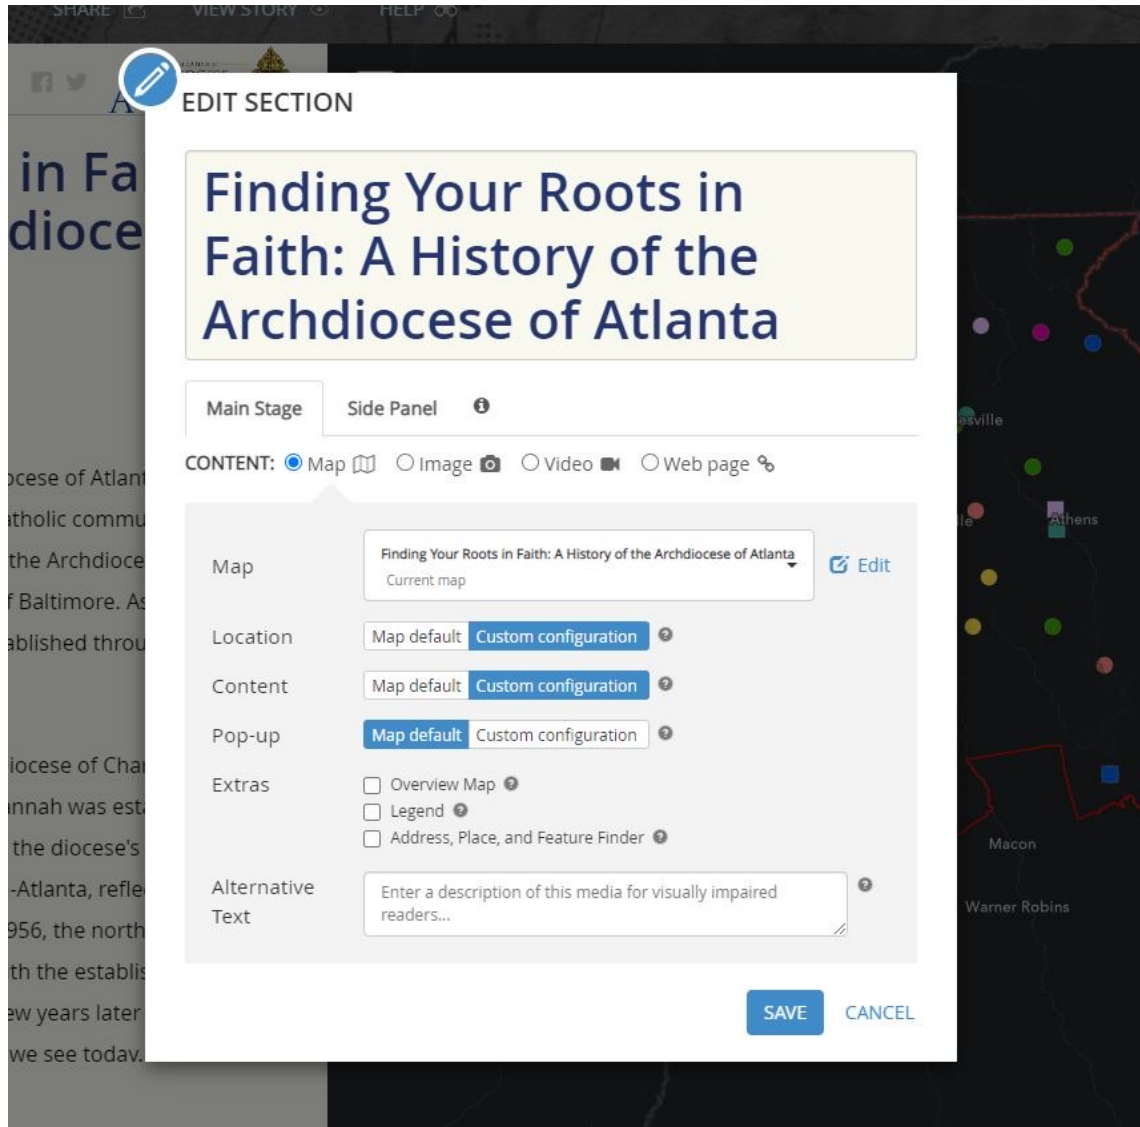 SHARE VIEW STORY HELP
EDIT SECTION
in Fa
dioce
Finding Your Roots in
Faith: A History of the
Archdiocese of Atlanta
Main Stage Side Panel
CONTENT: Map Image Video Web page
ocese of Atlant
atholic commu
the Archdioce
f Baltimore. As
ablished throu
iocese of Char
annah was esta
the diocese's
-Atlanta, refle
956, the north
th the establis
ew years later
we see today.
Map
Finding Your Roots in Faith: A History of the Archdiocese of Atlanta
Current map
Edit
Location Map default Custom configuration
Content Map default Custom configuration
Pop-up Map default Custom configuration
Extras Overview Map
Legend
Address, Place, and Feature Finder
Alternative
Text
Enter a description of this media for visually impaired
readers...
SAVE CANCEL
esville
Athens
Macon
Warner Robins